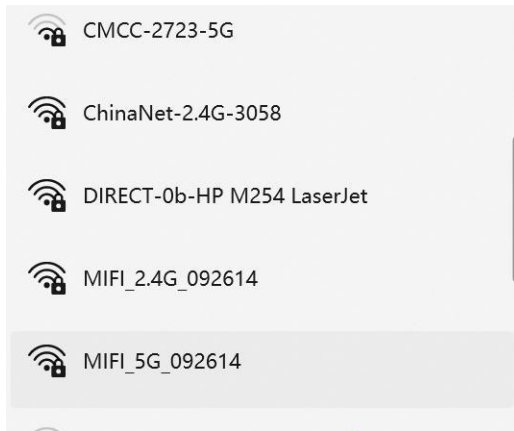 CMCC-2723-5G
ChinaNet-2.4G-3058
DIRECT-0b-HP M254 LaserJet
MIFI_2.4G_092614
MIFI_5G_092614